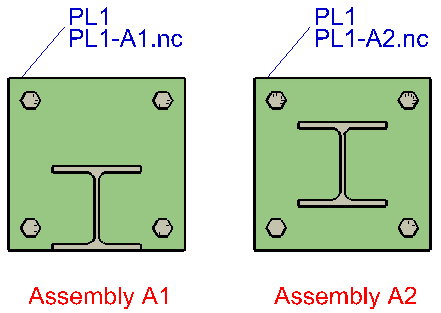 PL1
PL1-A1.nc
PL1
PL1-A2.nc
Assembly A1
Assembly A2